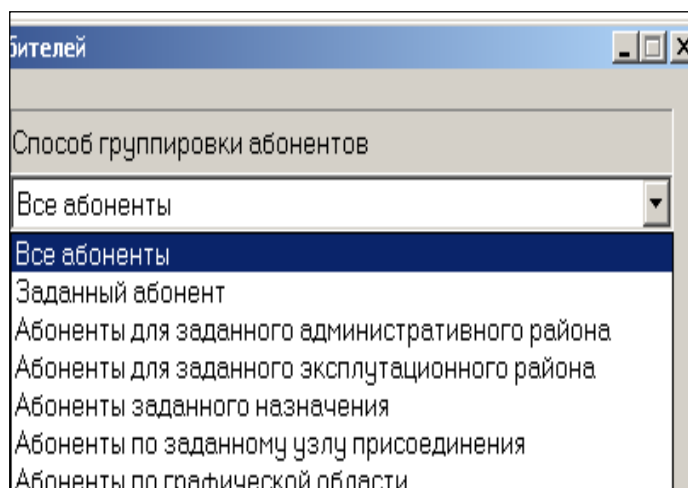 бителей
Способ группировки абонентов
Все абоненты
Все абоненты
Заданный абонент
Абоненты для заданного административного района
Абоненты для заданного эксплутационного района
Абоненты заданного назначения
Абоненты по заданному узлу присоединения
Абоненты по графической области